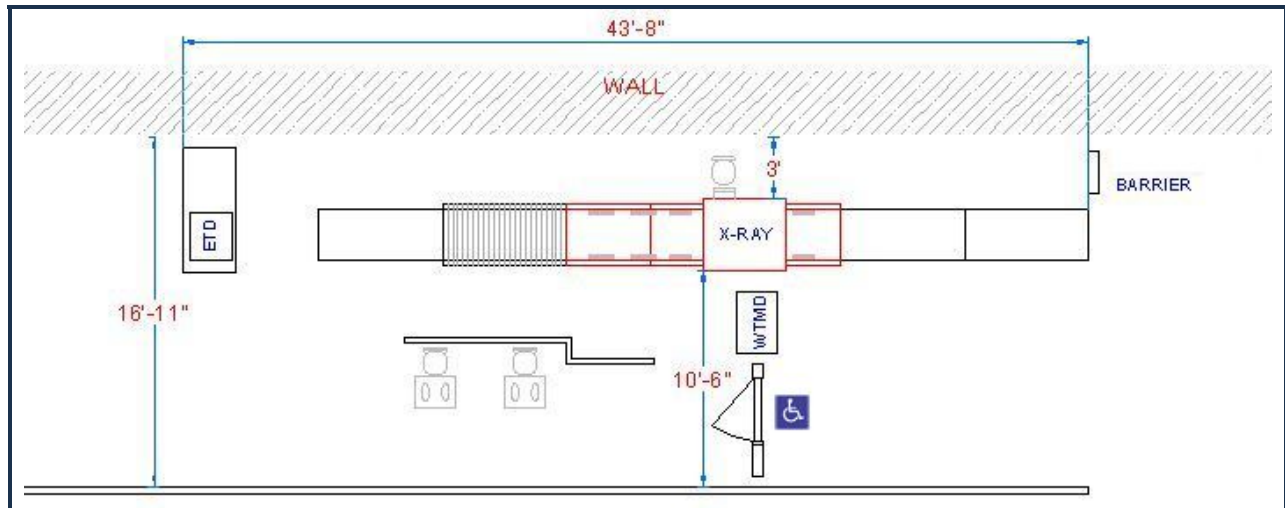 43'-8"
WALL
3'
BARRIER
ETD
X-RAY
16'-11"
WTMD
10'-6"